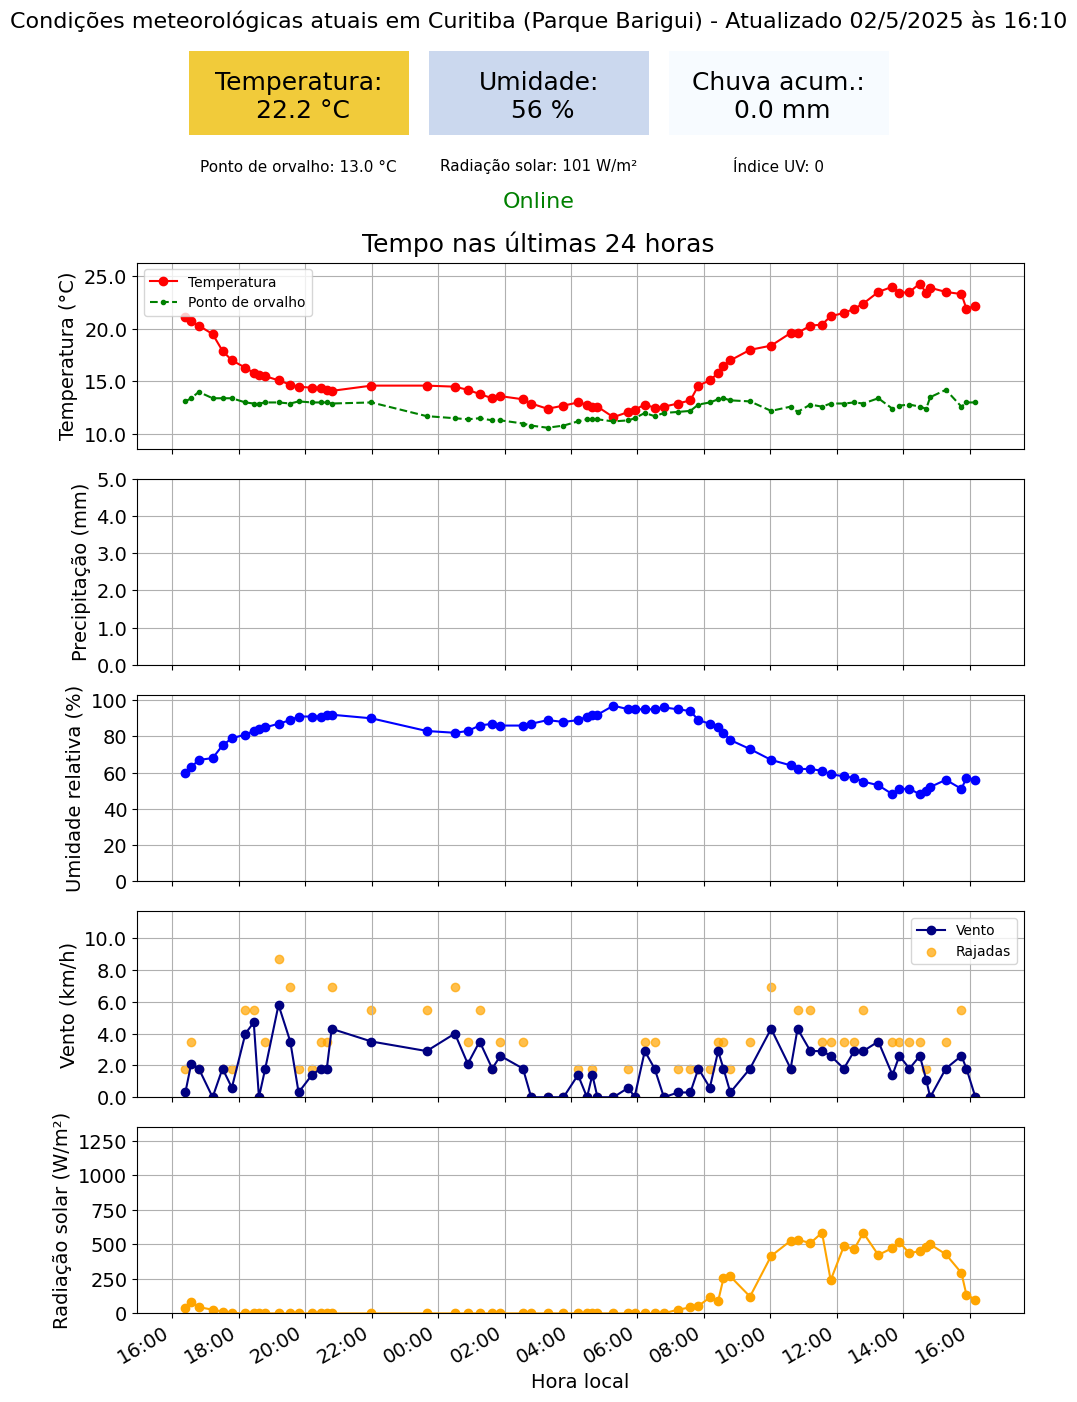 Condições meteorológicas atuais em Curitiba (Parque Barigui) - Atualizado 02/5/2025 às 16:10
Temperatura:
22.2 °C
Umidade:
56 %
Chuva acum.:
0.0 mm
Ponto de orvalho: 13.0 °C
Radiação solar: 101 W/m²
Índice UV: 0
Online
Tempo nas últimas 24 horas
Temperatura (°C)
25.0
20.0
15.0
10.0
Temperatura
Ponto de orvalho
Precipitação (mm)
5.0
4.0
3.0
2.0
1.0
0.0
Umidade relativa (%)
100
80
60
40
20
0
Vento (km/h)
10.0
8.0
6.0
4.0
2.0
0.0
Vento
Rajadas
Radiação solar (W/m²)
1250
1000
750
500
250
0
16:00
18:00
20:00
22:00
00:00
02:00
04:00
06:00
08:00
10:00
12:00
14:00
16:00
Hora local